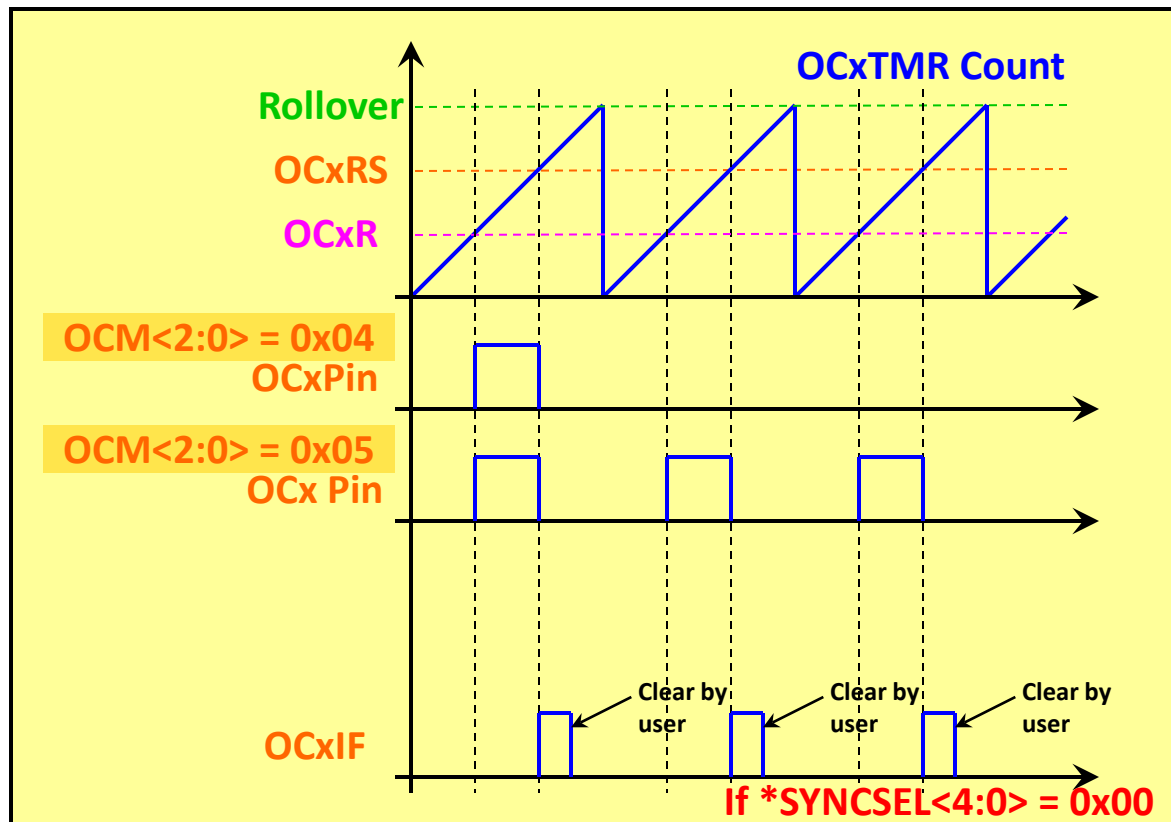 OCxTMR Count
Rollover
OCxRS
OCxR
OCM<2:0> = 0x04
OCxPin
OCM<2:0> = 0x05
OCx Pin
Clear by
user
Clear by
user
Clear by
user
OCxIF
If *SYNCSEL<4:0> = 0x00